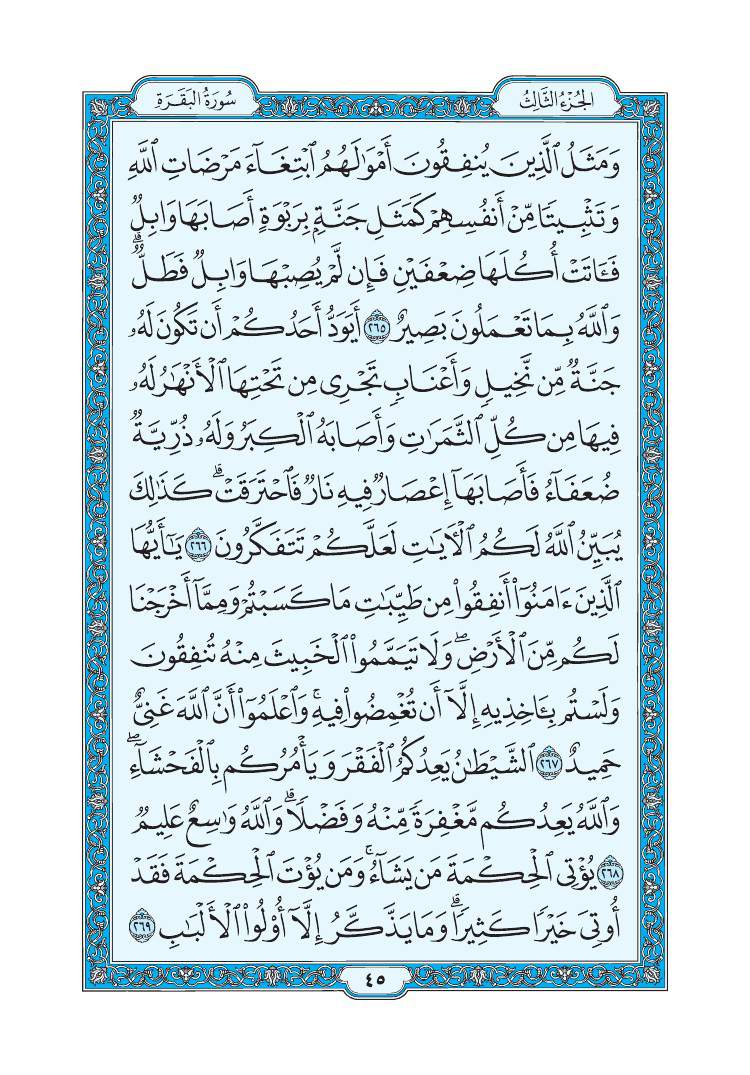 الجُزْءُ الثَّالِثُ
سُورَةُ البَقَرَةِ
وَمَثَلُ ٱلَّذِينَ يُنفِقُونَ أَمۡوَٰلَهُمُ ٱبۡتِغَآءَ مَرۡضَاتِ ٱللَّهِ
وَتَثۡبِيتٗا مِّنۡ أَنفُسِهِمۡ كَمَثَلِ جَنَّةِۭ بِرَبۡوَةٍ أَصَابَهَا وَابِلٞ
فَـَٔاتَتۡ أُكُلَهَا ضِعۡفَيۡنِ فَإِن لَّمۡ يُصِبۡهَا وَابِلٞ فَطَلّٞۗ
وَٱللَّهُ بِمَا تَعۡمَلُونَ بَصِيرٌ ٢٦٥ أَيَوَدُّ أَحَدُكُمۡ أَن تَكُونَ لَهُۥ
جَنَّةٞ مِّن نَّخِيلٖ وَأَعۡنَابٖ تَجۡرِي مِن تَحۡتِهَا ٱلۡأَنۡهَٰرُ لَهُۥ
فِيهَا مِن كُلِّ ٱلثَّمَرَٰتِ وَأَصَابَهُ ٱلۡكِبَرُ وَلَهُۥ ذُرِّيَّةٞ
ضُعَفَآءُ فَأَصَابَهَآ إِعۡصَارٞ فِيهِ نَارٞ فَٱحۡتَرَقَتۡۗ كَذَٰلِكَ
يُبَيِّنُ ٱللَّهُ لَكُمُ ٱلۡأٓيَٰتِ لَعَلَّكُمۡ تَتَفَكَّرُونَ ٢٦٦ يَٰٓأَيُّهَا
ٱلَّذِينَ ءَامَنُوٓاْ أَنفِقُواْ مِن طَيِّبَٰتِ مَا كَسَبۡتُمۡ وَمِمَّآ أَخۡرَجۡنَا
لَكُم مِّنَ ٱلۡأَرۡضِۖ وَلَا تَيَمَّمُواْ ٱلۡخَبِيثَ مِنۡهُ تُنفِقُونَ
وَلَسۡتُم بِـَٔاخِذِيهِ إِلَّآ أَن تُغۡمِضُواْ فِيهِۚ وَٱعۡلَمُوٓاْ أَنَّ ٱللَّهَ غَنِيٌّ
حَمِيدٌ ٢٦٧ ٱلشَّيۡطَٰنُ يَعِدُكُمُ ٱلۡفَقۡرَ وَيَأۡمُرُكُم بِٱلۡفَحۡشَآءِۖ
وَٱللَّهُ يَعِدُكُم مَّغۡفِرَةٗ مِّنۡهُ وَفَضۡلٗاۗ وَٱللَّهُ وَٰسِعٌ عَلِيمٞ
٢٦٨ يُؤۡتِي ٱلۡحِكۡمَةَ مَن يَشَآءُۚ وَمَن يُؤۡتَ ٱلۡحِكۡمَةَ فَقَدۡ
أُوتِيَ خَيۡرٗا كَثِيرٗاۗ وَمَا يَذَّكَّرُ إِلَّآ أُوْلُواْ ٱلۡأَلۡبَٰبِ ٢٦٩
٤٥